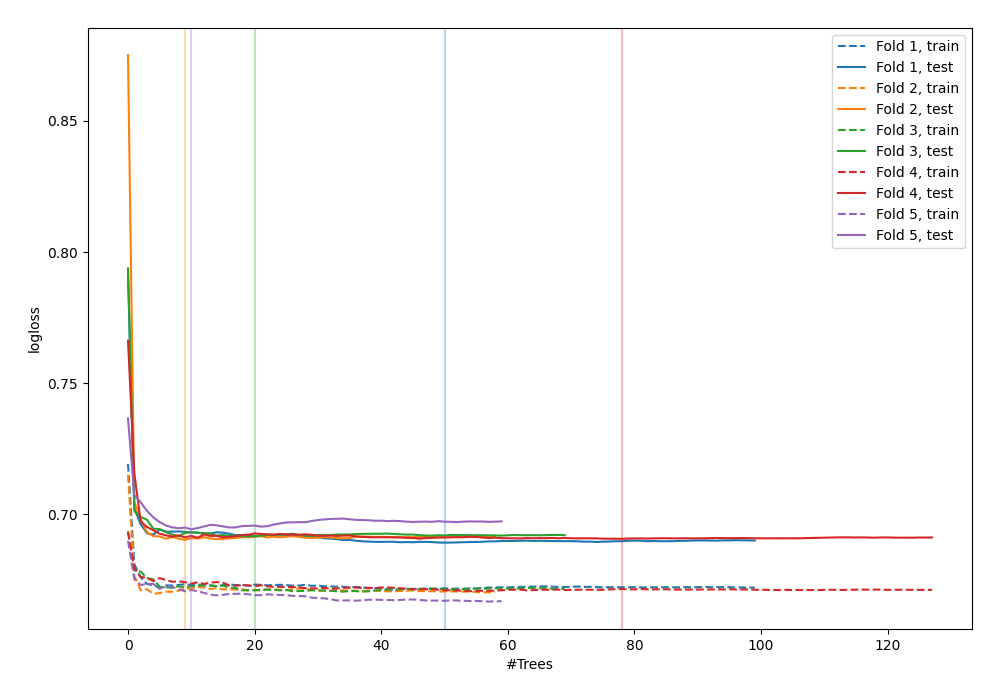 0.85
0.80
0.75
0.70
logloss
0 20 40 60 80 100 120
#Trees
Fold 1, train
Fold 1, test
Fold 2, train
Fold 2, test
Fold 3, train
Fold 3, test
Fold 4, train
Fold 4, test
Fold 5, train
Fold 5, test